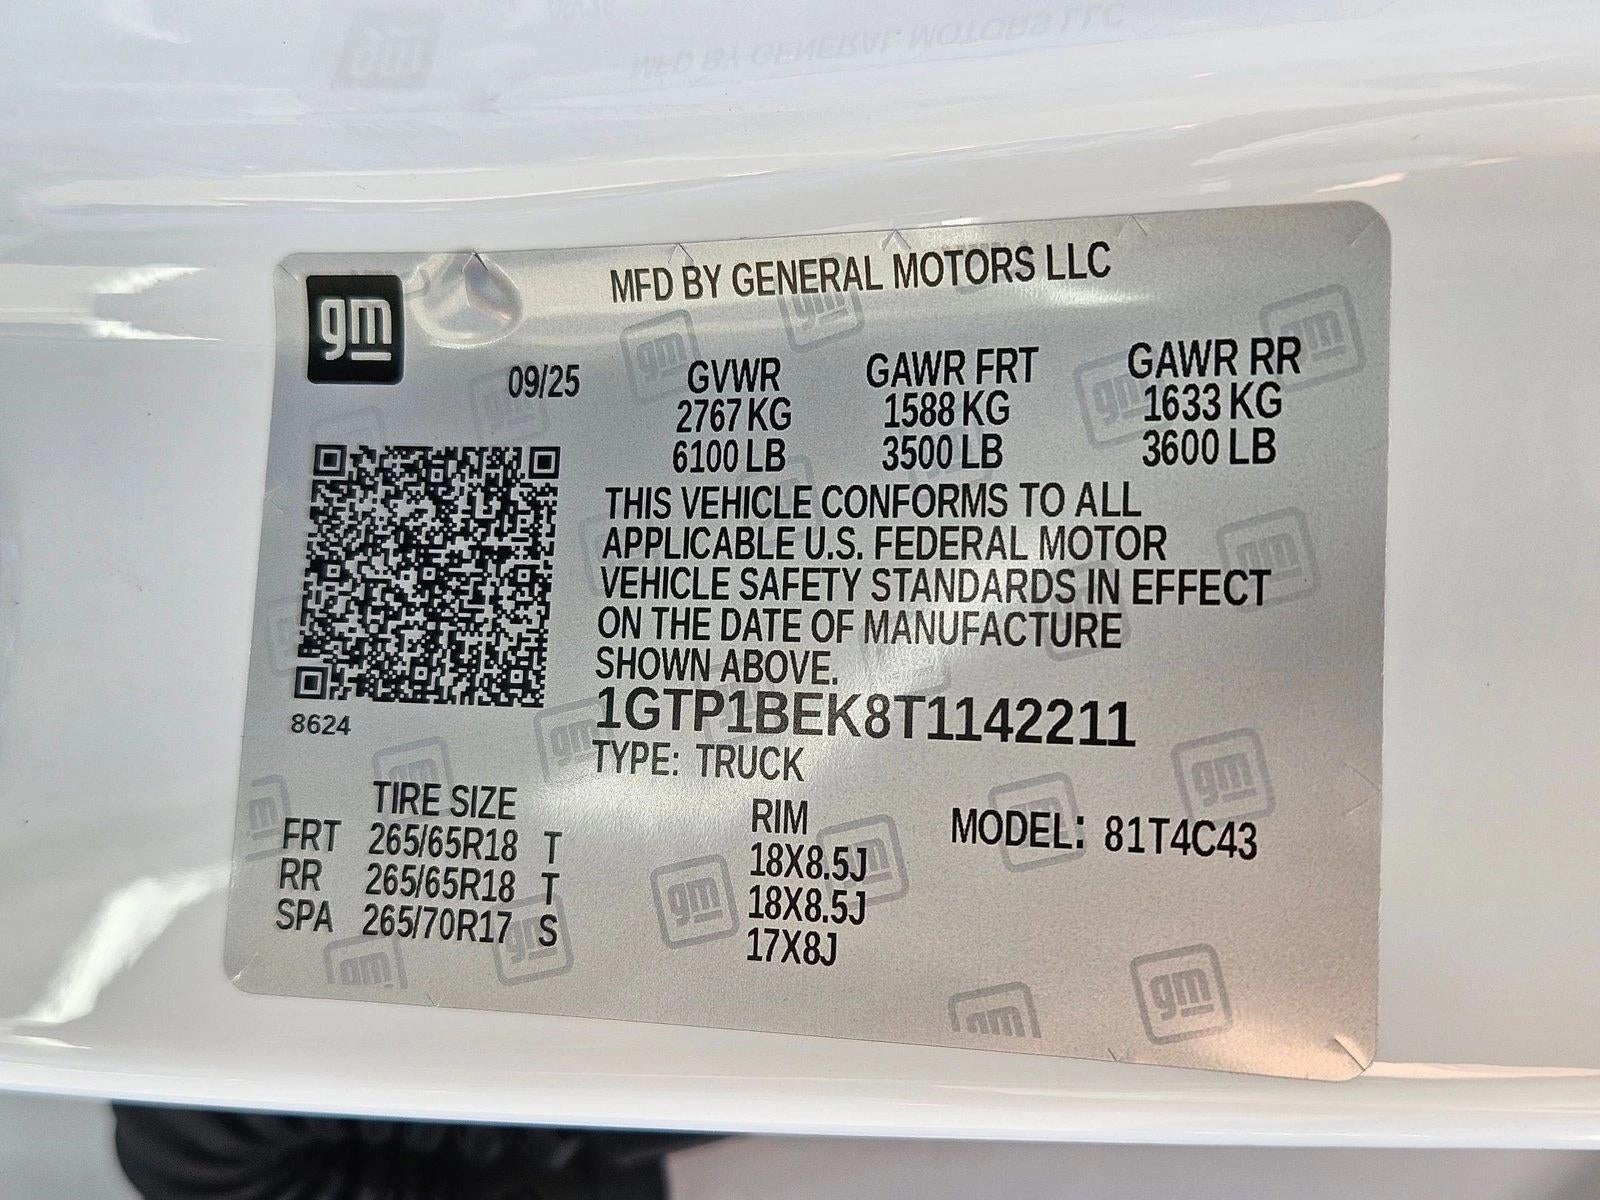 MFD BY GENERAL MOTORS LLC
gm
09/25
GVWR
2767 KG
6100 LB
GAWR FRT
1588 KG
3500 LB
GAWR RR
1633 KG
3600 LB
THIS VEHICLE CONFORMS TO ALL
APPLICABLE U.S. FEDERAL MOTOR
VEHICLE SAFETY STANDARDS IN EFFECT
ON THE DATE OF MANUFACTURE
SHOWN ABOVE.
1GTP1BEK8T1142211
TYPE: TRUCK
8624
TIRE SIZE
RIM
FRT 265/65R18 T 18X8.5J
RR 265/65R18 T 18X8.5J
SPA 265/70R17 S 17X8J
MODEL: 81T4C43